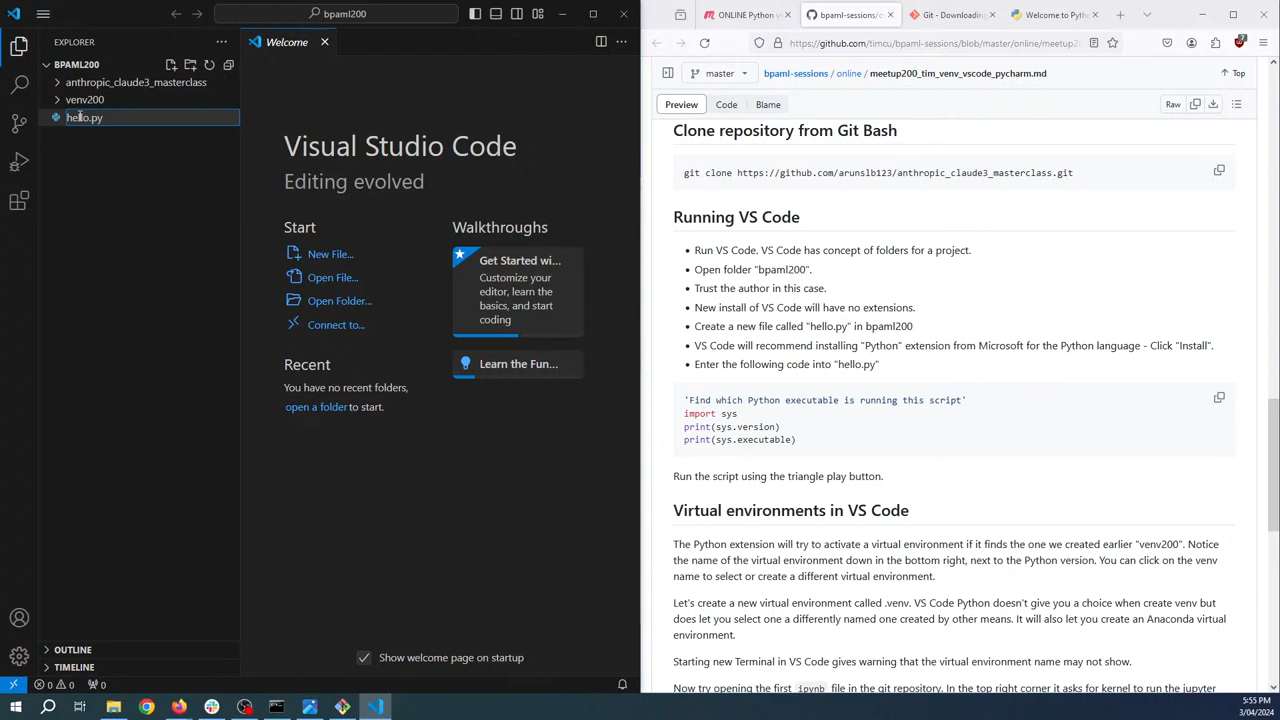 bpaml200
ONLINE Python v
bpaml-sessions/o
Git - Downloading
Welcome to Pyth
EXPLORER
Welcome
https://github.com/timcu/bpaml-sessions/blob/master/online/meetup2
BPAML200
anthropic_claude3_masterclass
venv200
hello.py
master
bpaml-sessions / online / meetup200_tim_venv_vscode_pycharm.md
Top
Preview
Code
Blame
Raw
Visual Studio Code
Editing evolved
Start
New File...
Open File...
Open Folder...
Connect to...
Recent
You have no recent folders,
open a folder to start.
Walkthroughs
Get Started wi...
Customize your
editor, learn the
basics, and start
coding
Learn the Fun...
Show welcome page on startup
OUTLINE
TIMELINE
0 0 0
Clone repository from Git Bash
git clone https://github.com/arunslb123/anthropic_claude3_masterclass.git
Running VS Code
• Run VS Code. VS Code has concept of folders for a project.
• Open folder "bpaml200".
• Trust the author in this case.
• New install of VS Code will have no extensions.
• Create a new file called "hello.py" in bpaml200
• VS Code will recommend installing "Python" extension from Microsoft for the Python language - Click "Install".
• Enter the following code into "hello.py"
'Find which Python executable is running this script'
import sys
print(sys.version)
print(sys.executable)
Run the script using the triangle play button.
Virtual environments in VS Code
The Python extension will try to activate a virtual environment if it finds the one we created earlier "venv200". Notice
the name of the virtual environment down in the bottom right, next to the Python version. You can click on the venv
name to select or create a different virtual environment.
Let's create a new virtual environment called .venv. VS Code Python doesn't give you a choice when create venv but
does let you select one a differently named one created by other means. It will also let you create an Anaconda virtual
environment.
Starting new Terminal in VS Code gives warning that the virtual environment name may not show.
Now try opening the first ipynb file in the git repository. In the top right corner it asks for kernel to run the jupyter
5:55 PM
3/04/2024